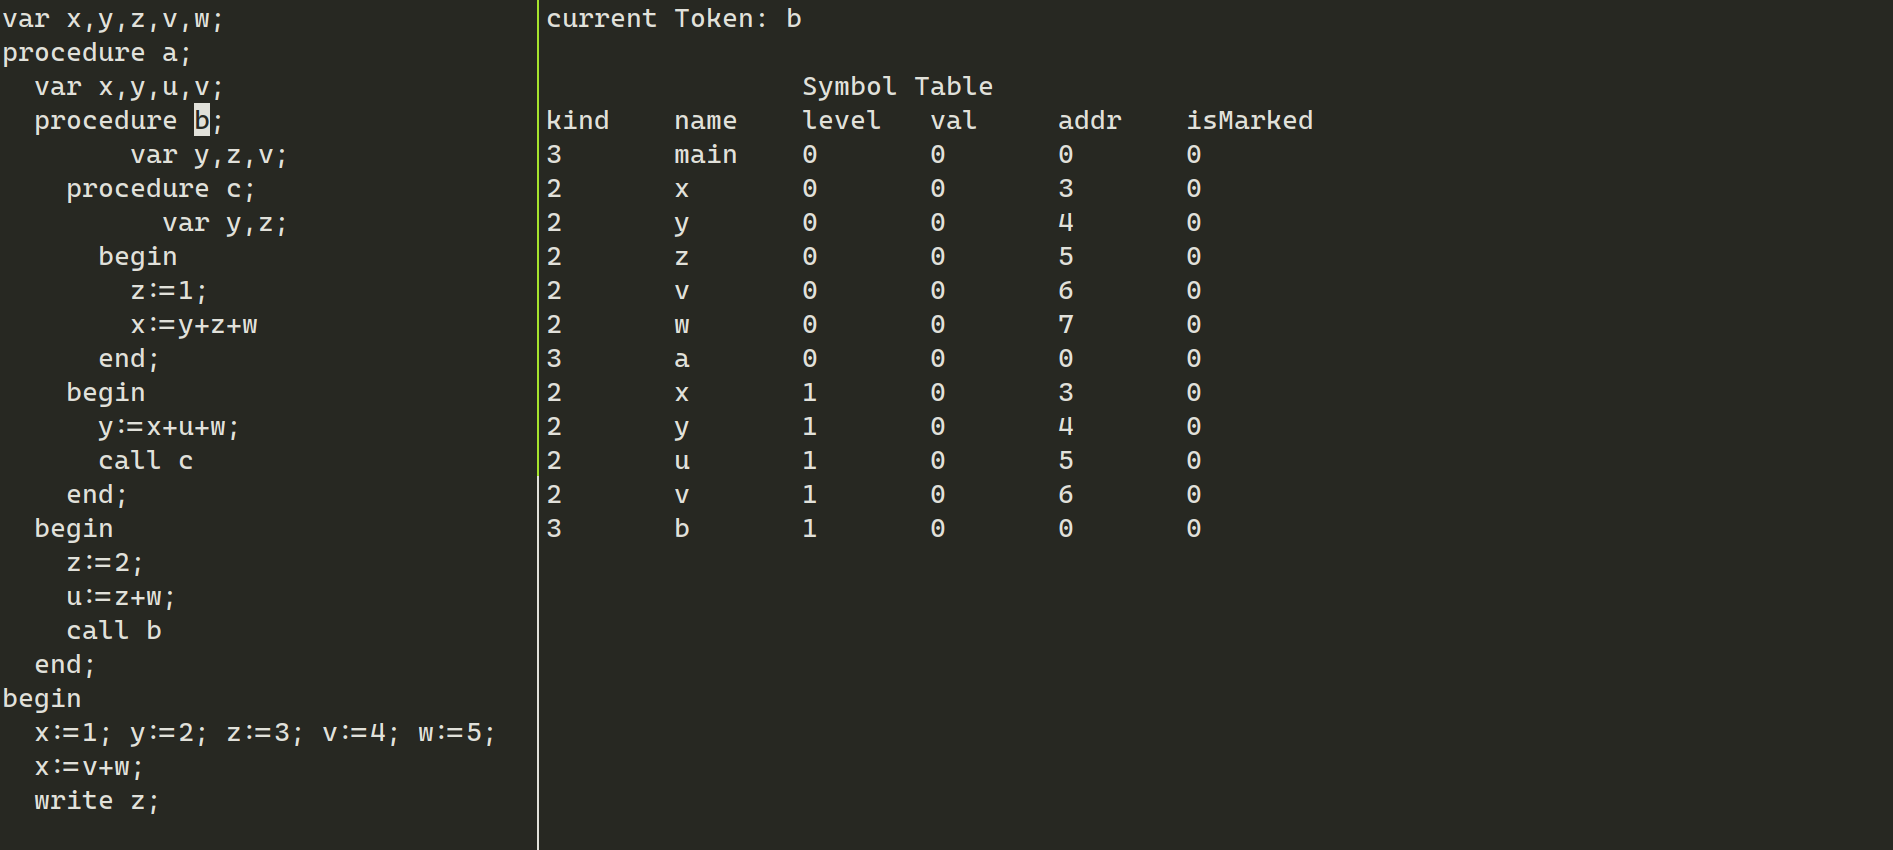 var x,y,z,v,w;
procedure a;
  var x,y,u,v;
  procedure b;
        var y,z,v;
    procedure c;
          var y,z;
      begin
        z:=1;
        x:=y+z+w
      end;
    begin
      y:=x+u+w;
      call c
    end;
  begin
    z:=2;
    u:=z+w;
    call b
  end;
begin
  x:=1; y:=2; z:=3; v:=4; w:=5;
  x:=v+w;
  write z;
current Token: b
Symbol Table
kind name level val addr isMarked
3 main 0 0 0 0
2 x 0 0 3 0
2 y 0 0 4 0
2 z 0 0 5 0
2 v 0 0 6 0
2 w 0 0 7 0
3 a 0 0 0 0
2 x 1 0 3 0
2 y 1 0 4 0
2 u 1 0 5 0
2 v 1 0 6 0
3 b 1 0 0 0